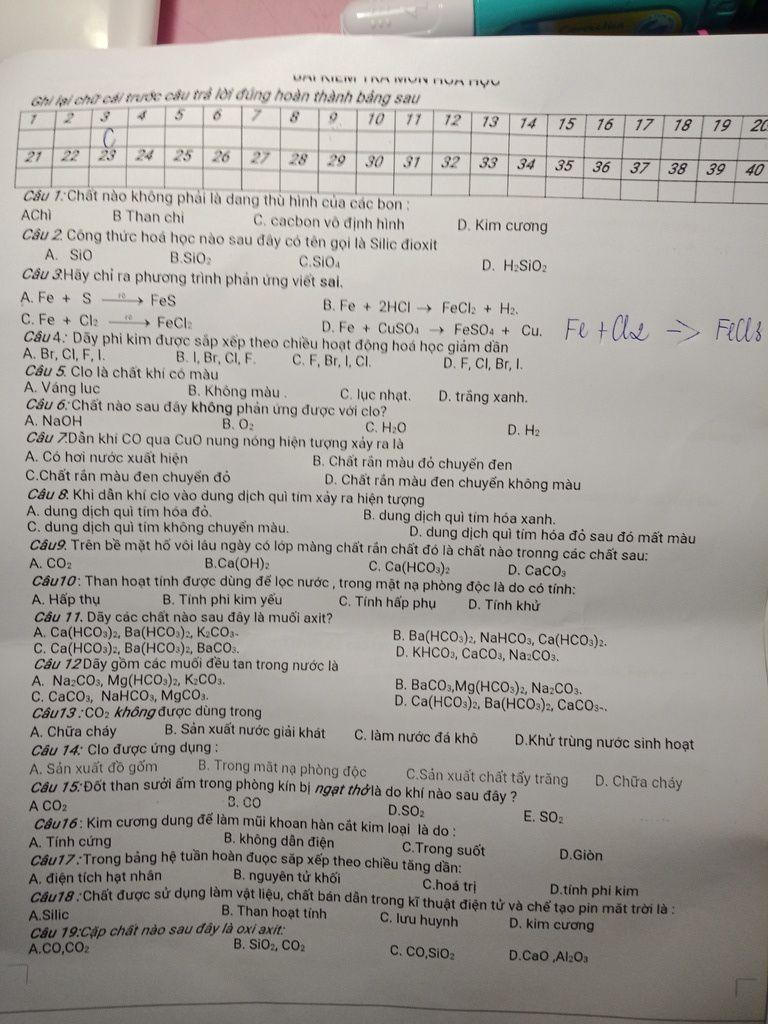 BÀI KIỂM TRA MÔN HOÁ HỌC
Ghi lại chữ cái trước câu trả lời đúng hoàn thành bảng sau
1 2 3 4 5 6 7 8 9 10 11 12 13 14 15 16 17 18 19 20
C
21 22 23 24 25 26 27 28 29 30 31 32 33 34 35 36 37 38 39 40
Câu 1: Chất nào không phải là dang thù hình của các bon :
AChì B Than chì C. cacbon vô định hình D. Kim cương
Câu 2. Công thức hoá học nào sau đây có tên gọi là Silic đioxit
A. SiO B.SiO₂ C.SiO₄ D. H₂SiO₂
Câu 3.Hãy chỉ ra phương trình phản ứng viết sai.
A. Fe + S →(t⁰) FeS B. Fe + 2HCl → FeCl₂ + H₂.
C. Fe + Cl₂ →(t⁰) FeCl₂ D. Fe + CuSO₄ → FeSO₄ + Cu. Fe + Cl2 -> FeCl3
Câu4.: Dãy phi kim được sắp xếp theo chiều hoạt động hoá học giảm dần
A. Br, Cl, F, I. B. I, Br, Cl, F. C. F, Br, I, Cl. D. F, Cl, Br, I.
Câu 5. Clo là chất khí có màu
A. Vàng luc B. Không màu . C. lục nhạt. D. trắng xanh.
Câu 6: Chất nào sau đây không phản ứng được với clo?
A. NaOH B. O₂ C. H₂O D. H₂
Câu 7.Dẫn khí CO qua CuO nung nóng hiện tượng xảy ra là
A. Có hơi nước xuất hiện B. Chất rắn màu đỏ chuyển đen
C.Chất rắn màu đen chuyển đỏ D. Chất rắn màu đen chuyển không màu
Câu 8. Khi dẫn khí clo vào dung dịch quì tím xảy ra hiện tượng
A. dung dịch quì tím hóa đỏ. B. dung dịch quì tím hóa xanh.
C. dung dịch quì tím không chuyển màu. D. dung dịch quì tím hóa đỏ sau đó mất màu
Câu9. Trên bề mặt hố vôi lâu ngày có lớp màng chất rắn chất đó là chất nào tronng các chất sau:
A. CO₂ B.Ca(OH)₂ C. Ca(HCO₃)₂ D. CaCO₃
Câu10 : Than hoạt tính được dùng để lọc nước , trong mặt nạ phòng độc là do có tính:
A. Hấp thụ B. Tính phi kim yếu C. Tính hấp phụ D. Tính khử
Câu 11. Dãy các chất nào sau đây là muối axit?
A. Ca(HCO₃)₂, Ba(HCO₃)₂, K₂CO₃. B. Ba(HCO₃)₂, NaHCO₃, Ca(HCO₃)₂.
C. Ca(HCO₃)₂, Ba(HCO₃)₂, BaCO₃. D. KHCO₃, CaCO₃, Na₂CO₃.
Câu 12 Dãy gồm các muối đều tan trong nước là
A. Na₂CO₃, Mg(HCO₃)₂, K₂CO₃. B. BaCO₃,Mg(HCO₃)₂, Na₂CO₃.
C. CaCO₃, NaHCO₃, MgCO₃. D. Ca(HCO₃)₂, Ba(HCO₃)₂, CaCO₃.
Câu13 :CO₂ không được dùng trong
A. Chữa cháy B. Sản xuất nước giải khát C. làm nước đá khô D.Khử trùng nước sinh hoạt
Câu 14: Clo được ứng dụng :
A. Sản xuất đồ gốm B. Trong măt nạ phòng độc C.Sản xuất chất tẩy trăng D. Chữa cháy
Câu 15:Đốt than sưởi ấm trong phòng kín bị ngạt thở là do khí nào sau đây ?
A CO₂ B. CO D.SO₂ E. SO₂
Câu16 : Kim cương dung để làm mũi khoan hàn cắt kim loại là do :
A. Tính cứng B. không dẫn điện C.Trong suốt D.Giòn
Câu17 :Trong bảng hệ tuần hoàn đuọc sắp xếp theo chiều tăng dần:
A. điện tích hạt nhân B. nguyên tử khối C.hoá trị D.tính phi kim
Câu18 :Chất được sử dụng làm vật liệu, chất bán dân trong kĩ thuật điện tử và chế tạo pin măt trời là :
A.Silic B. Than hoạt tính C. lưu huynh D. kim cương
Câu 19:Cặp chất nào sau đây là oxi axit:
A.CO,CO₂ B. SiO₂, CO₂ C. CO,SiO₂ D.CaO ,Al₂O₃